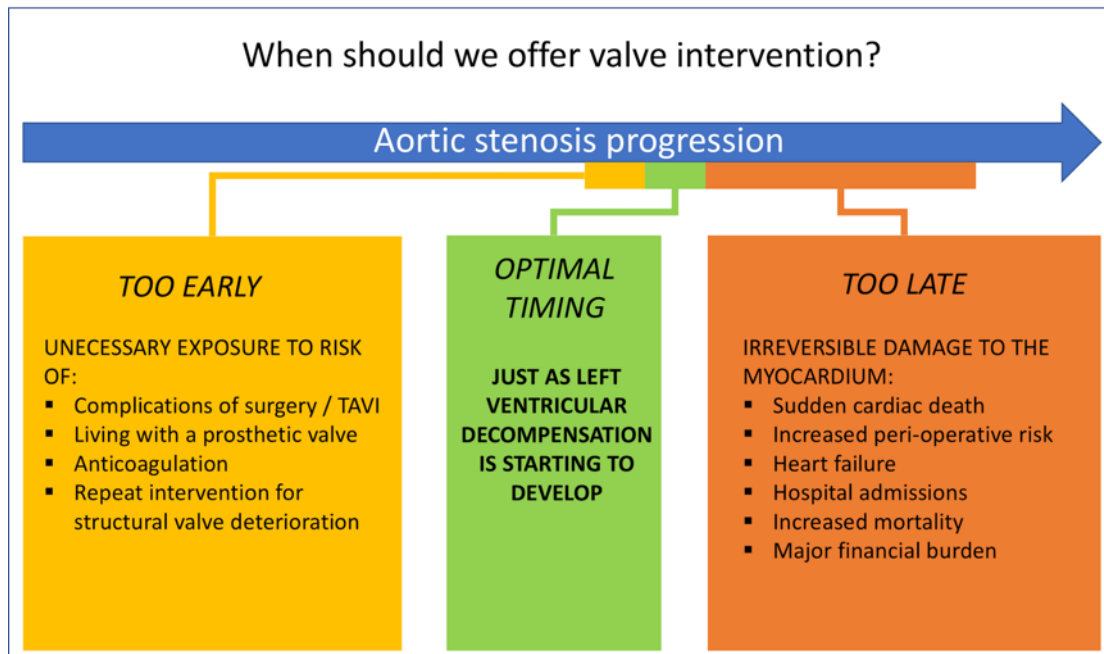 When should we offer valve intervention?
Aortic stenosis progression
TOO EARLY
UNECESSARY EXPOSURE TO RISK
OF:
▪ Complications of surgery / TAVI
▪ Living with a prosthetic valve
▪ Anticoagulation
▪ Repeat intervention for
structural valve deterioration
OPTIMAL
TIMING
JUST AS LEFT
VENTRICULAR
DECOMPENSATION
IS STARTING TO
DEVELOP
TOO LATE
IRREVERSIBLE DAMAGE TO THE
MYOCARDIUM:
▪ Sudden cardiac death
▪ Increased peri-operative risk
▪ Heart failure
▪ Hospital admissions
▪ Increased mortality
▪ Major financial burden